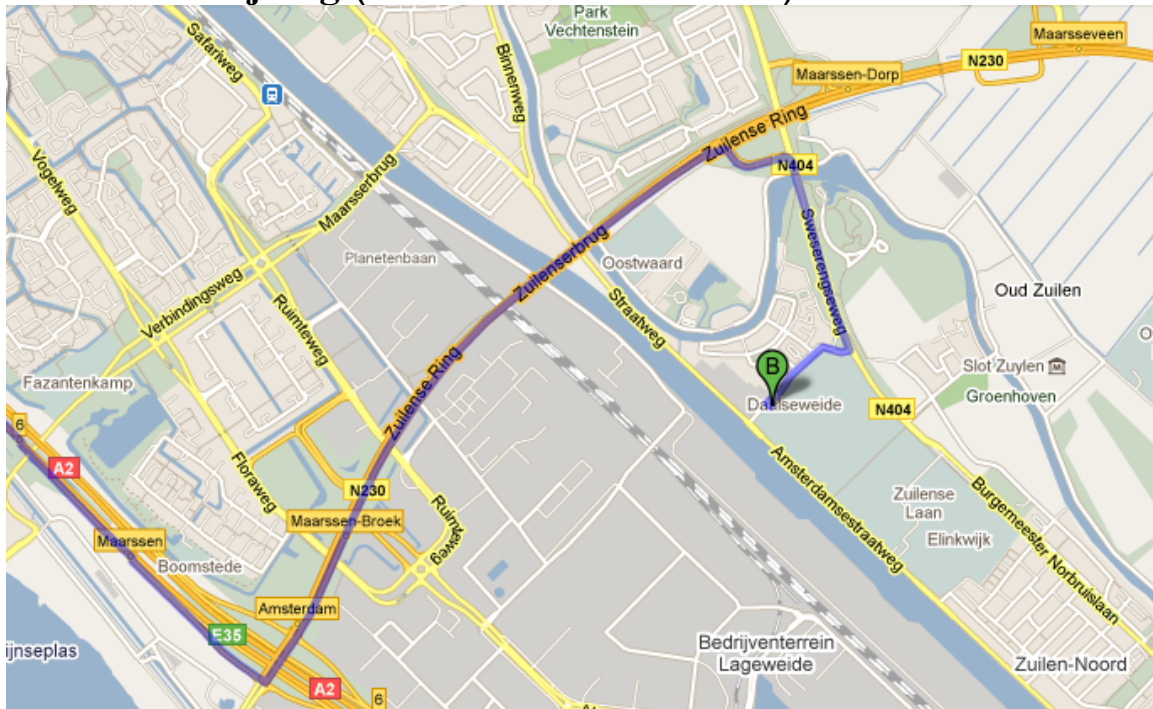 Park
Vechtenstein
Maarsseveen
N230
Maarssen-Dorp
Safariweg
Binnenweg
Zuilense Ring
N404
Vogelweg
Maarsserbrug
Sweserengseweg
Planetenbaan
Zuilenserbrug
Oostwaard
Oud Zuilen
Verbindingsweg
Ruimteweg
Straatweg
Slot Zuylen
B
Groenhoven
Fazantenkamp
Zuilense Ring
Daalseweide
N404
6
A2
Floraweg
N230
Amsterdamsestraatweg
Zuilense
Laan
Burgemeester Norbruislaan
Maarssen-Broek
Ruimteweg
Elinkwijk
Maarssen
Boomstede
Amsterdam
E35
ijnseplas
Bedrijventerrein
Lageweide
Zuilen-Noord
A2
6